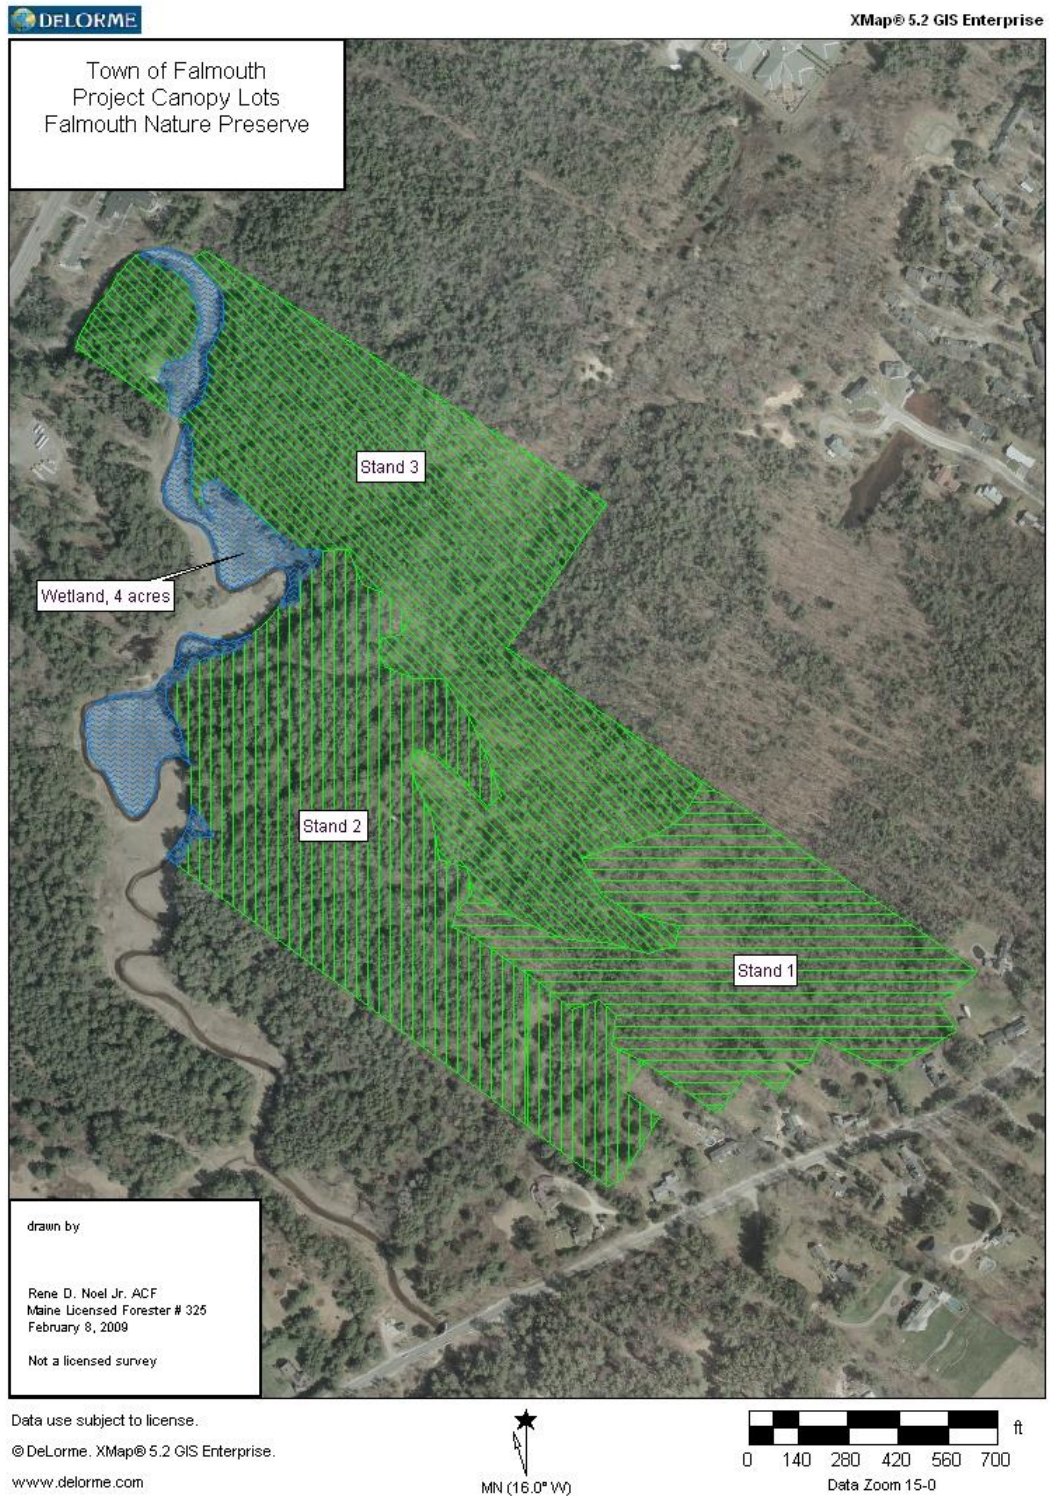 DELORME
XMap® 5.2 GIS Enterprise
Town of Falmouth
Project Canopy Lots
Falmouth Nature Preserve
Stand 3
Wetland, 4 acres
Stand 2
Stand 1
drawn by
Rene D. Noel Jr. ACF
Maine Licensed Forester # 325
February 8, 2009
Not a licensed survey
Data use subject to license.
© DeLorme. XMap® 5.2 GIS Enterprise.
www.delorme.com
MN (16.0° W)
ft
0 140 280 420 560 700
Data Zoom 15-0